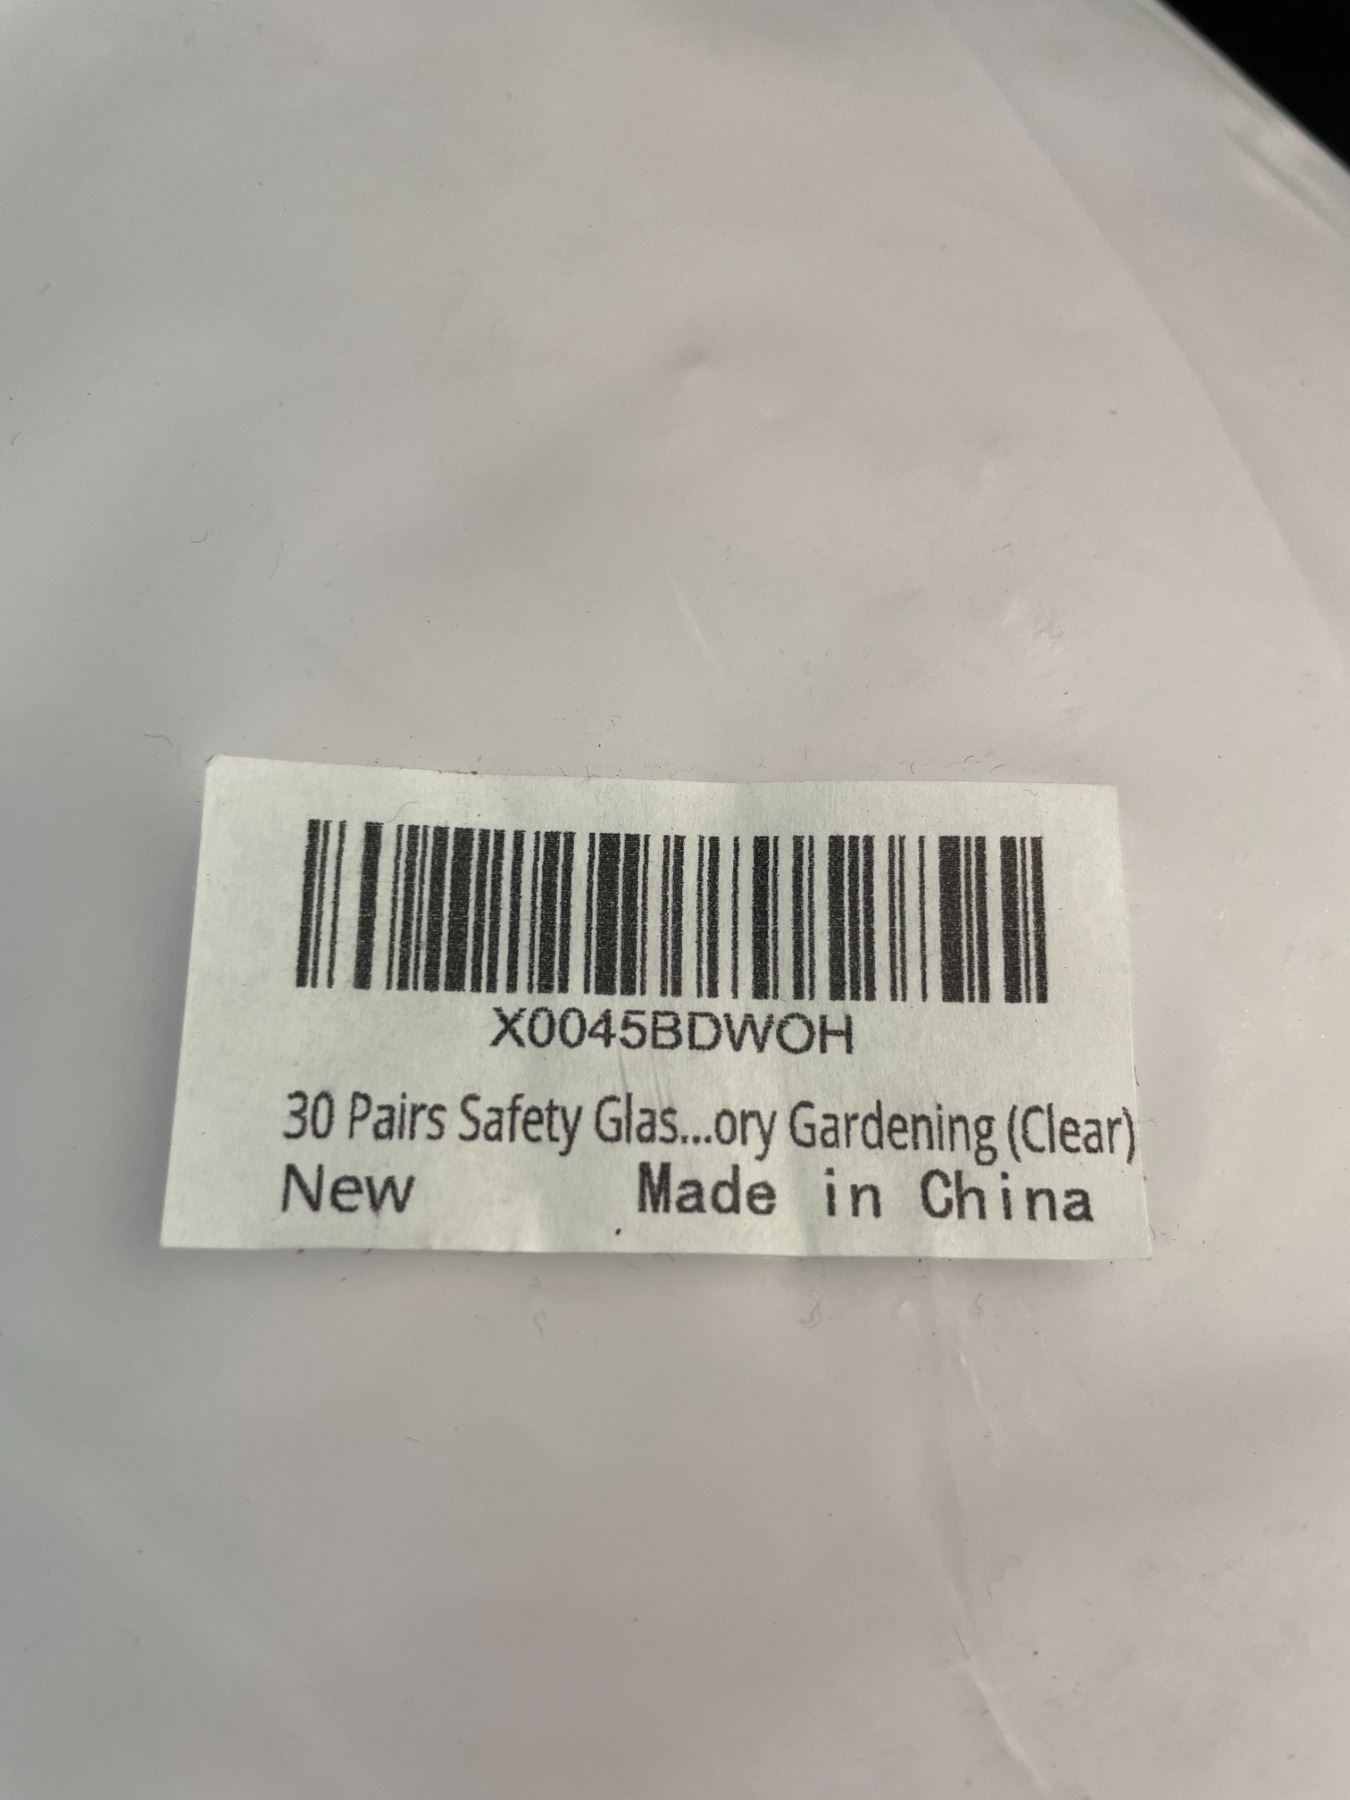 X0045BDWOH
30 Pairs Safety Glas...ory Gardening (Clear)
New Made in China